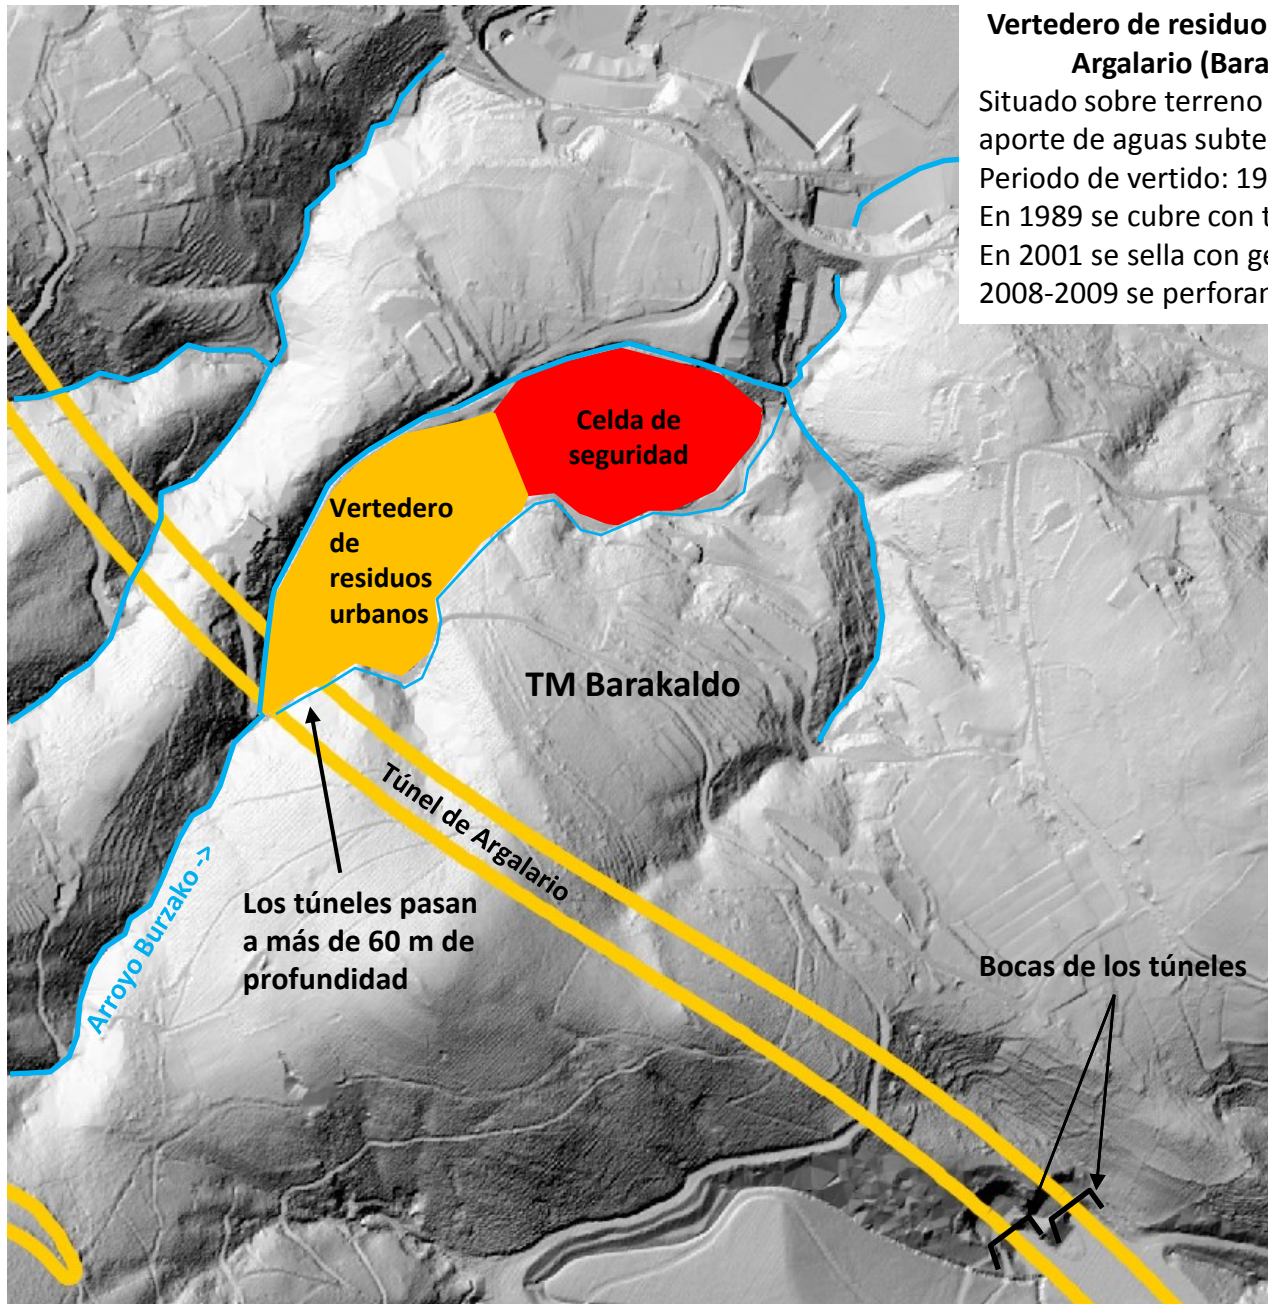 Vertedero de residuo
Argalario (Bara
Situado sobre terreno
aporte de aguas subte
Periodo de vertido: 19
En 1989 se cubre con t
En 2001 se sella con ge
2008-2009 se perforar
Celda de
seguridad
Vertedero
de
residuos
urbanos
TM Barakaldo
Túnel de Argalario
Arroyo Burzako ->
Los túneles pasan
a más de 60 m de
profundidad
Bocas de los túneles